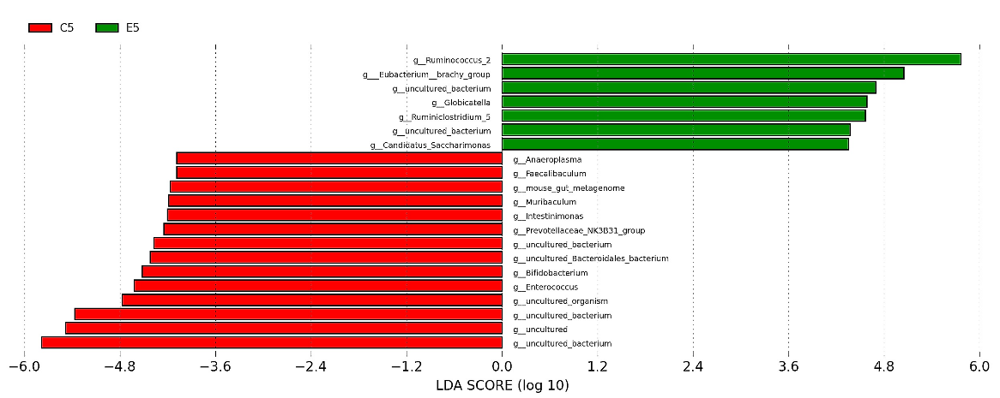 C5 E5
g__Ruminococcus_2
g___Eubacterium__brachy_group
g__uncultured_bacterium
g__Globicatella
g__Ruminiclostridium_5
g__uncultured_bacterium
g__Candidatus_Saccharimonas
g__Anaeroplasma
g__Faecalibaculum
g__mouse_gut_metagenome
g__Muribaculum
g__Intestinimonas
g__Prevotellaceae_NK3B31_group
g__uncultured_bacterium
g__uncultured_Bacteroidales_bacterium
g__Bifidobacterium
g__Enterococcus
g__uncultured_organism
g__uncultured_bacterium
g__uncultured
g__uncultured_bacterium
−6.0 −4.8 −3.6 −2.4 −1.2 0.0 1.2 2.4 3.6 4.8 6.0
LDA SCORE (log 10)